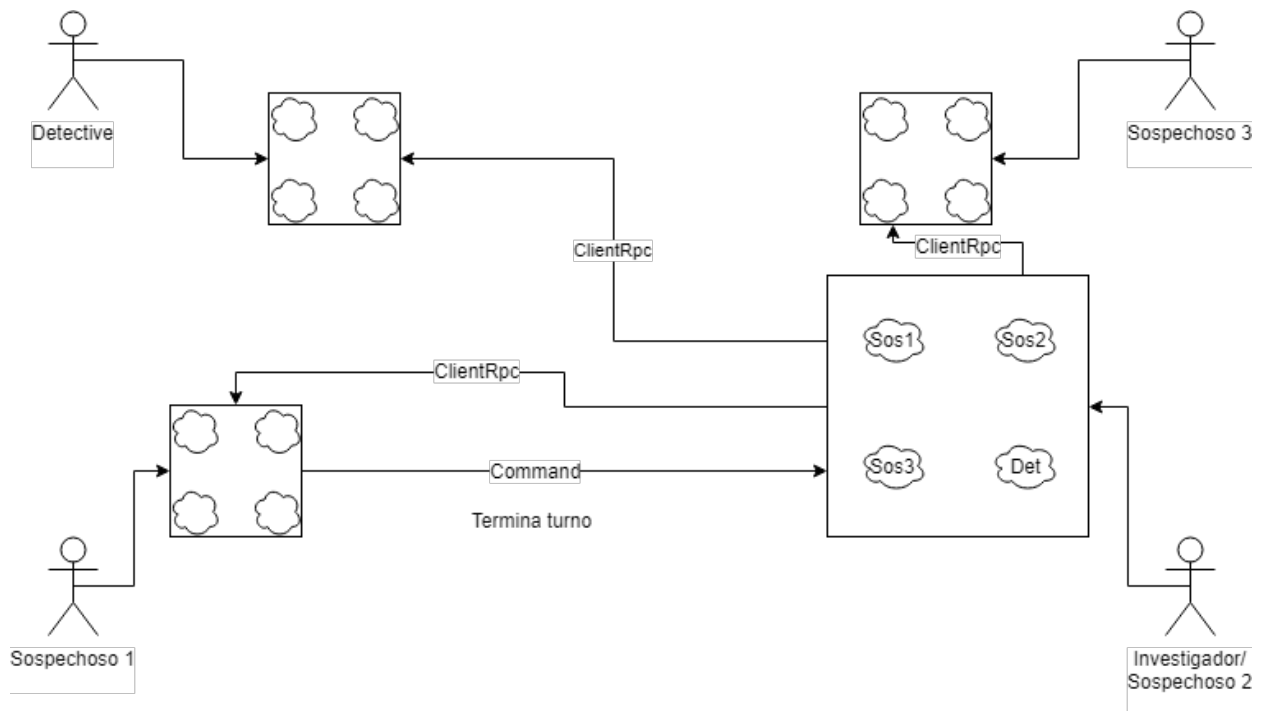 Detective
Sospechoso 3
ClientRpc
ClientRpc
Sos1
Sos2
ClientRpc
Sos3
Det
Command
Termina turno
Sospechoso 1
Investigador/
Sospechoso 2